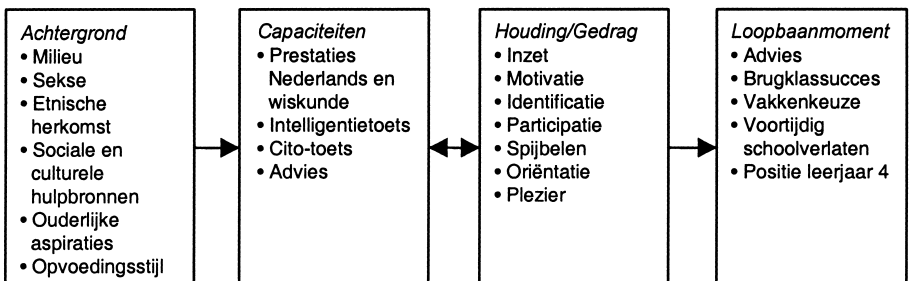 Achtergrond
• Milieu
• Sekse
• Etnische
herkomst
• Sociale en
culturele
hulpbronnen
• Ouderlijke
aspiraties
• Opvoedingsstijl
Capaciteiten
• Prestaties
Nederlands en
wiskunde
• Intelligentietoets
• Cito-toets
• Advies
Houding/Gedrag
• Inzet
• Motivatie
• Identificatie
• Participatie
• Spijbelen
• Oriëntatie
• Plezier
Loopbaanmoment
• Advies
• Brugklassucces
• Vakkenkeuze
• Voortijdig
schoolverlaten
• Positie leerjaar 4